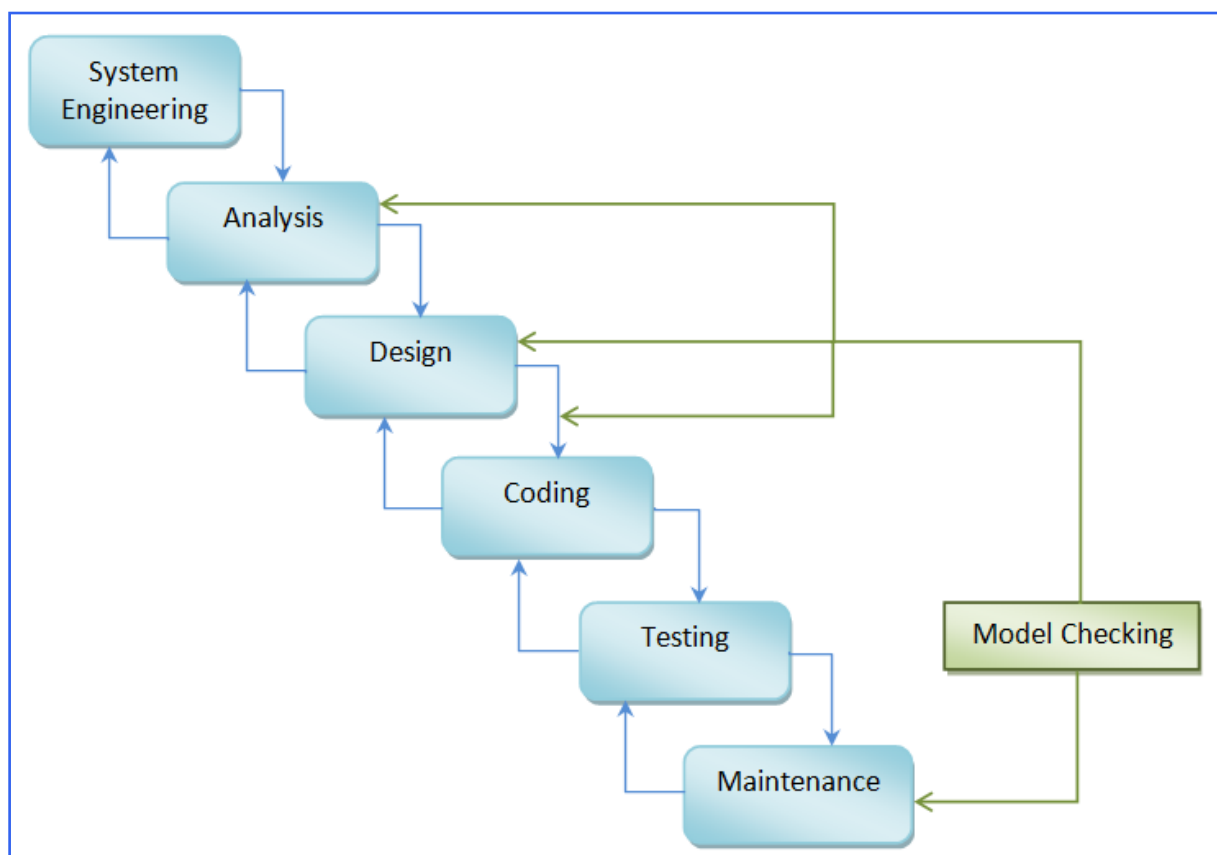 System
Engineering
Analysis
Design
Coding
Testing
Model Checking
Maintenance